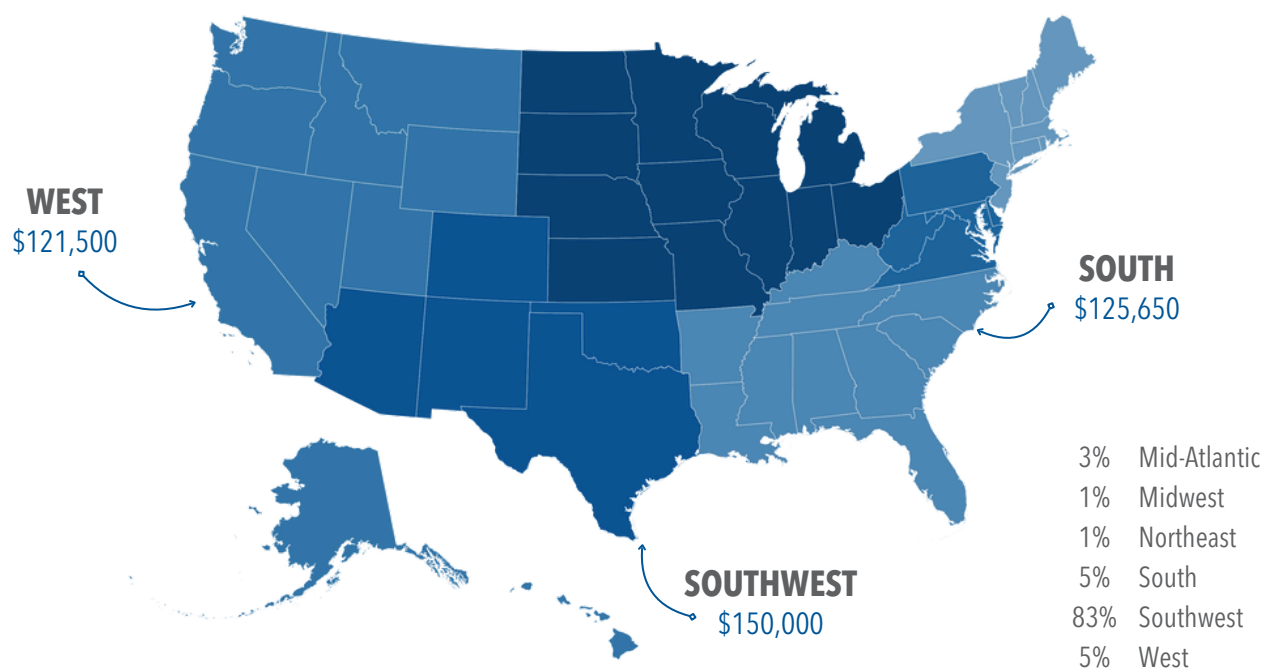 WEST
$121,500
SOUTH
$125,650
SOUTHWEST
$150,000
3% Mid-Atlantic
1% Midwest
1% Northeast
5% South
83% Southwest
5% West